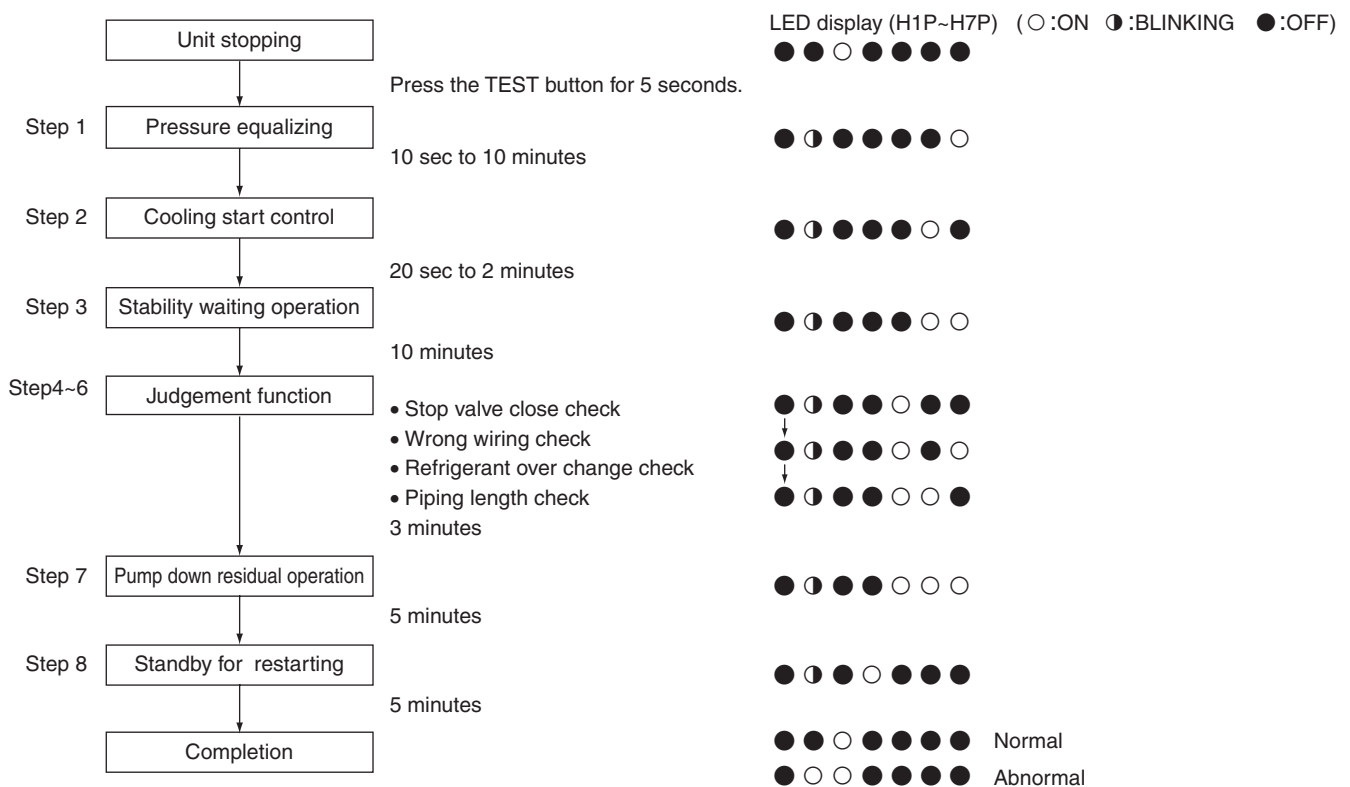 LED display (H1P~H7P) ( ○ :ON ◑ :BLINKING ● :OFF)
Unit stopping
● ● ○ ● ● ● ●
Press the TEST button for 5 seconds.
Step 1 Pressure equalizing
● ◑ ● ● ● ● ○
10 sec to 10 minutes
Step 2 Cooling start control
● ◑ ● ● ● ○ ●
20 sec to 2 minutes
Step 3 Stability waiting operation
● ◑ ● ● ● ○ ○
10 minutes
Step4~6 Judgement function
• Stop valve close check ● ◑ ● ● ○ ● ●
• Wrong wiring check ● ◑ ● ● ○ ● ○
• Refrigerant over change check
• Piping length check ● ◑ ● ● ○ ○ ●
3 minutes
Step 7 Pump down residual operation
● ◑ ● ● ○ ○ ○
5 minutes
Step 8 Standby for restarting
● ◑ ● ○ ● ● ●
5 minutes
Completion
● ● ○ ● ● ● ● Normal
● ○ ○ ● ● ● ● Abnormal